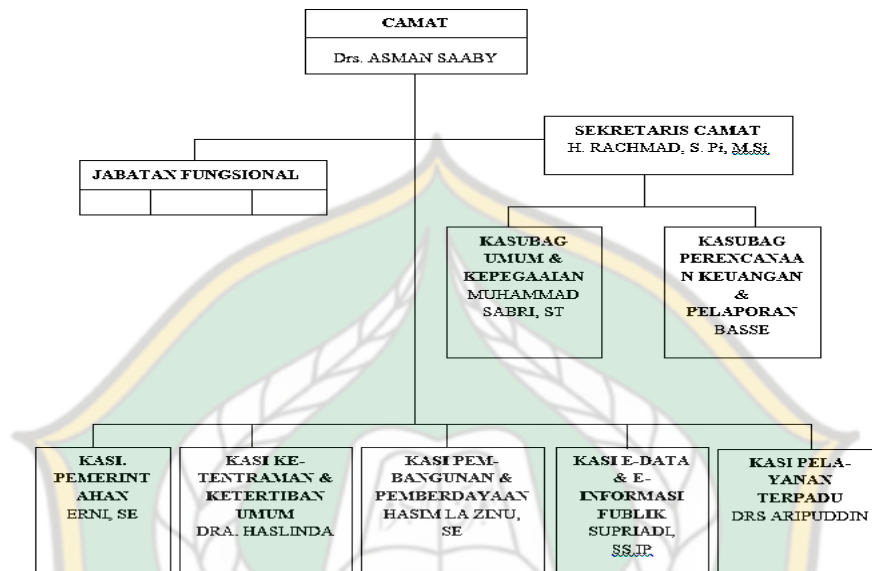 CAMAT
Drs. ASMAN SAABY
SEKRETARIS CAMAT
H. RACHMAD, S. Pi, M.Si
JABATAN FUNGSIONAL
KASUBAG
UMUM &
KEPEGAAIAN
MUHAMMAD
SABRI, ST
KASUBAG
PERENCANAA
N KEUANGAN
&
PELAPORAN
BASSE
KASI.
PEMERINT
AHAN
ERNI, SE
KASI KE-
TENTRAMAN &
KETERTIBAN
UMUM
DRA. HASLINDA
KASI PEM-
BANGUNAN &
PEMBERDAYAAN
HASIM LA ZINU,
SE
KASI E-DATA
& E-
INFORMASI
FUBLIK
SUPRIADI,
SS.IP
KASI PELA-
YANAN
TERPADU
DRS ARIPUDDIN